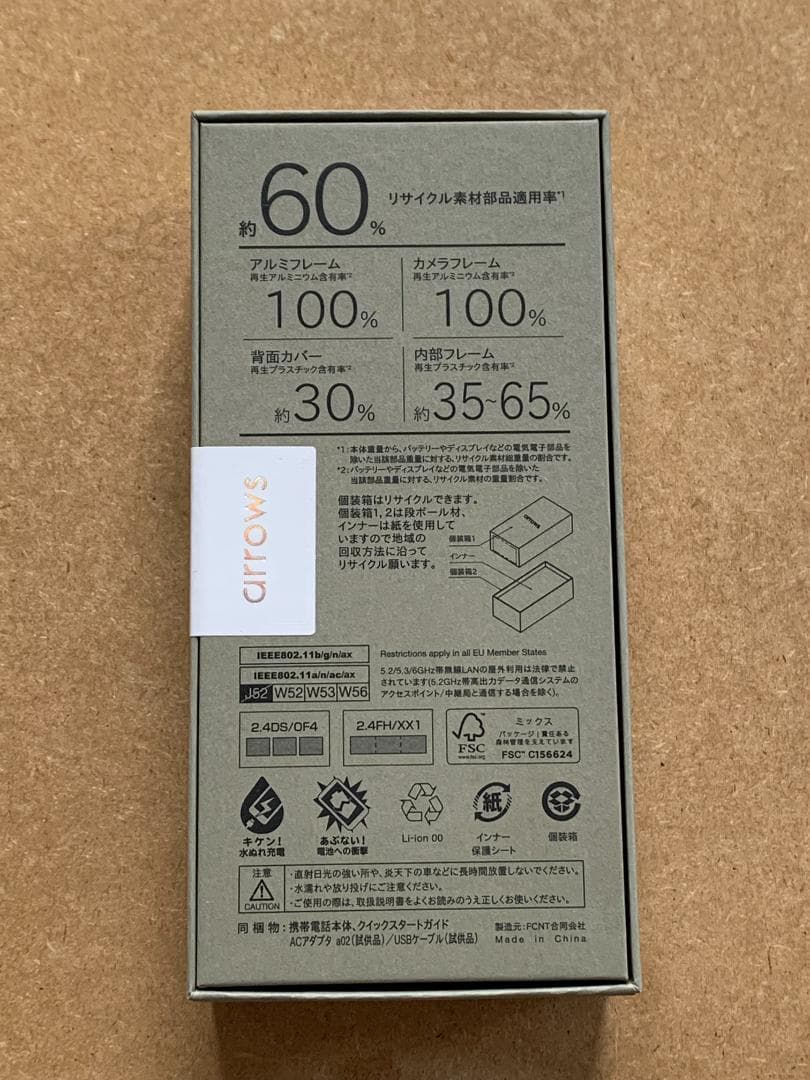 約60% リサイクル素材部品適用率*1
アルミフレーム
再生アルミニウム含有率*2
100%
カメラフレーム
再生アルミニウム含有率*2
100%
背面カバー
再生プラスチック含有率*2
約30%
内部フレーム
再生プラスチック含有率*2
約35~65%
*1:本体重量から、バッテリーやディスプレイなどの電気電子部品を
除いた当該部品重量に対する、リサイクル素材総重量の割合です。
*2:バッテリーやディスプレイなどの電気電子部品を除いた
当該部品重量に対する、リサイクル素材の重量割合です。
arrows
個装箱はリサイクルできます。
個装箱1,2は段ボール材、
インナーは紙を使用して
いますので地域の
回収方法に沿って
リサイクル願います。
arrows
個装箱1
インナー
個装箱2
IEEE802.11b/g/n/ax
IEEE802.11a/n/ac/ax
J52 W52 W53 W56
Restrictions apply in all EU Member States
5.2/5.3/6GHz帯無線LANの屋外利用は法律で禁止
されています(5.2GHz帯高出力データ通信システムの
アクセスポイント/中継局と通信する場合を除く)。
2.4DS/OF4
2.4FH/XX1
FSC
www.fsc.org
ミックス
パッケージ|責任ある
森林管理を支えています
FSC™ C156624
キケン!
水ぬれ充電
あぶない!
電池への衝撃
Li-ion 00
紙
インナー
保護シート
個装箱
注意
CAUTION
・直射日光の強い所や、炎天下の車などに長時間放置しないでください。
・水濡れや放り投げにご注意ください。
・ご使用の際は、取扱説明書をよくお読みのうえ正しくお使いください。
同梱物:携帯電話本体、クイックスタートガイド
ACアダプタ a02(試供品)/USBケーブル(試供品)
製造元:FCNT合同会社
Made in China